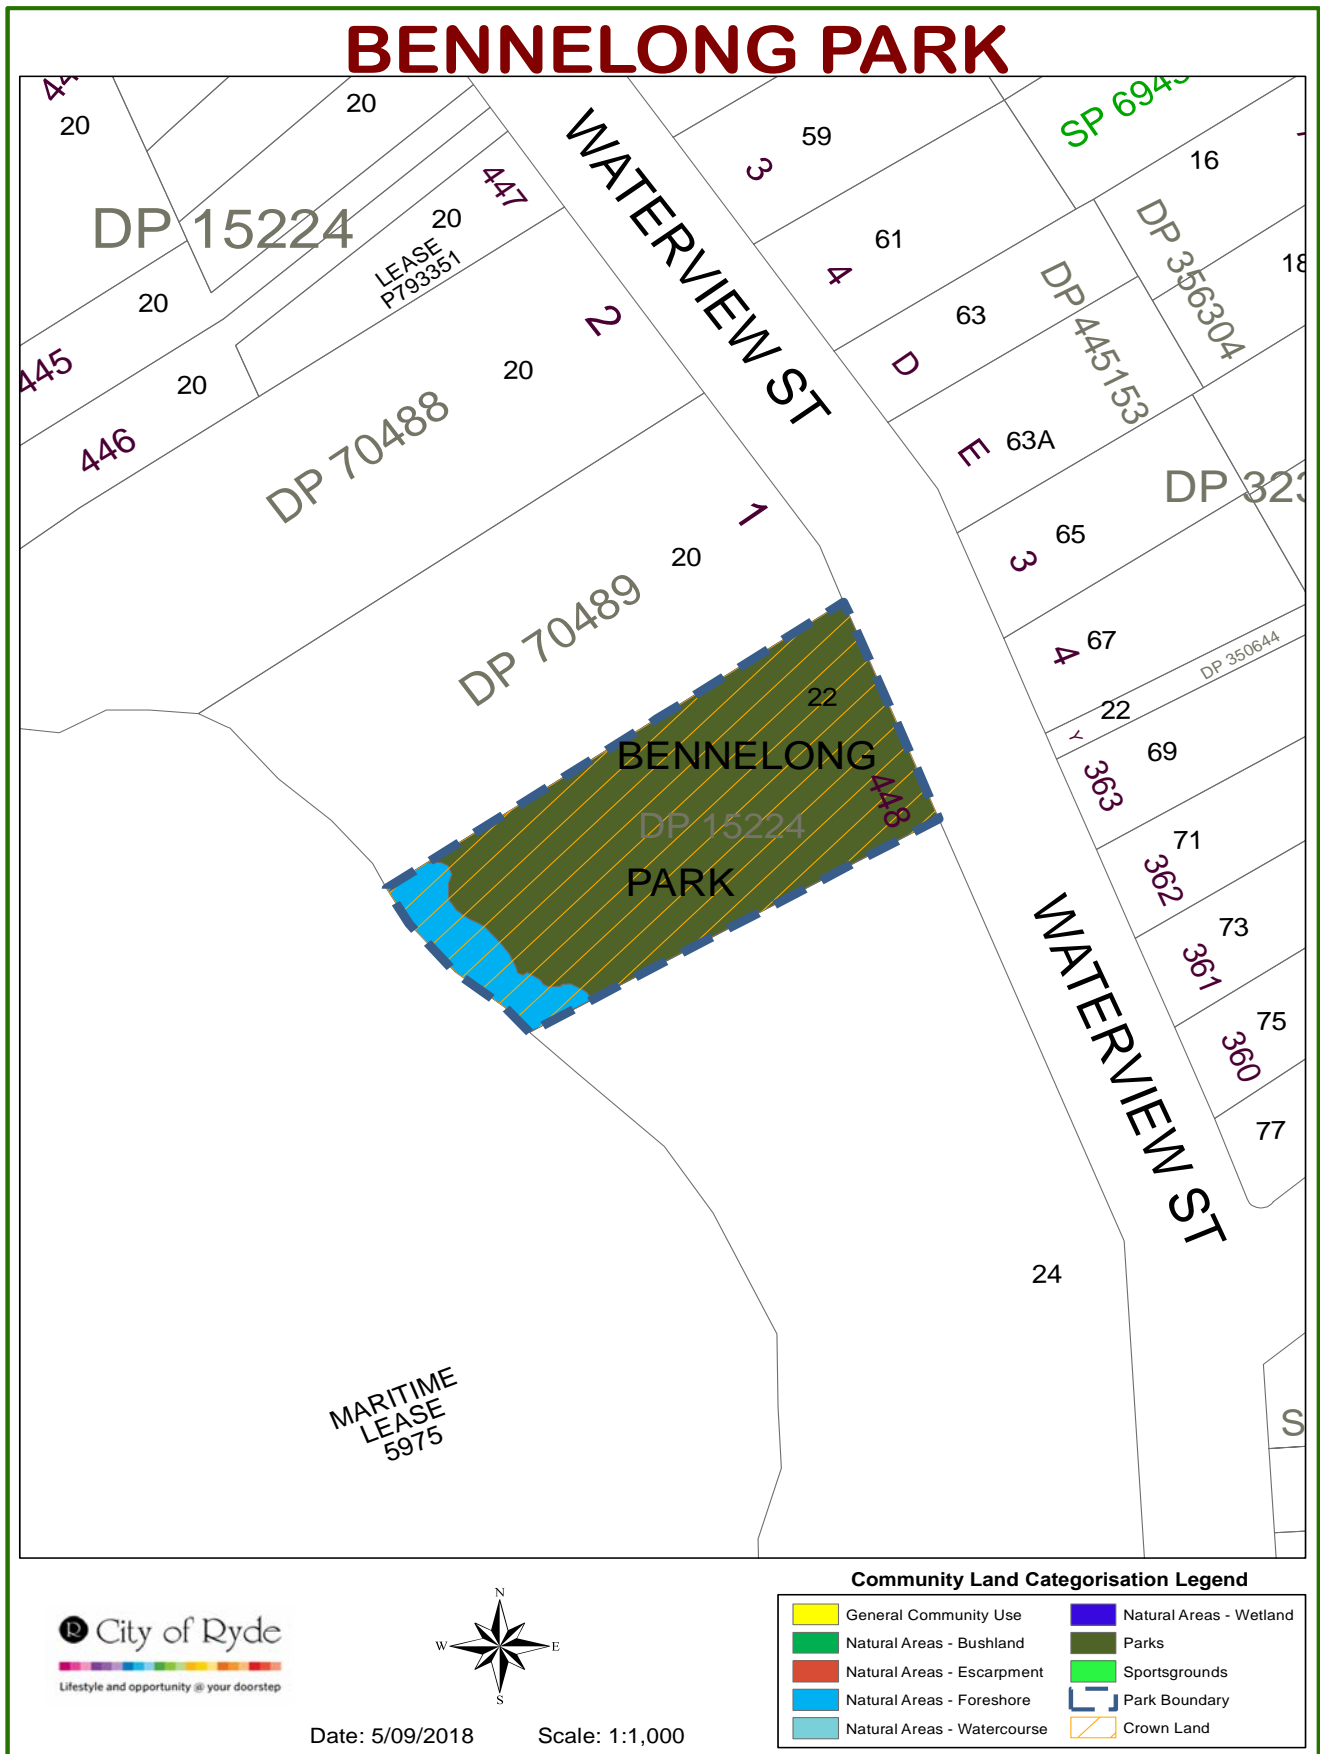 BENNELONG PARK
20
20
59
3
16
447
DP 15224
20
LEASE
P793351
WATERVIEW ST
61
4
DP 356304
DP 445153
18
20
2
63
445
20
20
D
DP 70488
446
E
63A
1
65
20
3
DP 70489
67
4
DP 350644
22
22
BENNELONG
448
DP 15224
PARK
Y
69
363
71
362
73
361
75
360
77
WATERVIEW ST
24
MARITIME
LEASE
5975
Community Land Categorisation Legend
General Community Use
Natural Areas - Bushland
Natural Areas - Escarpment
Natural Areas - Foreshore
Natural Areas - Watercourse
Natural Areas - Wetland
Parks
Sportsgrounds
Park Boundary
Crown Land
R City of Ryde
Lifestyle and opportunity @ your doorstep
N
W
E
S
Date: 5/09/2018
Scale: 1:1,000